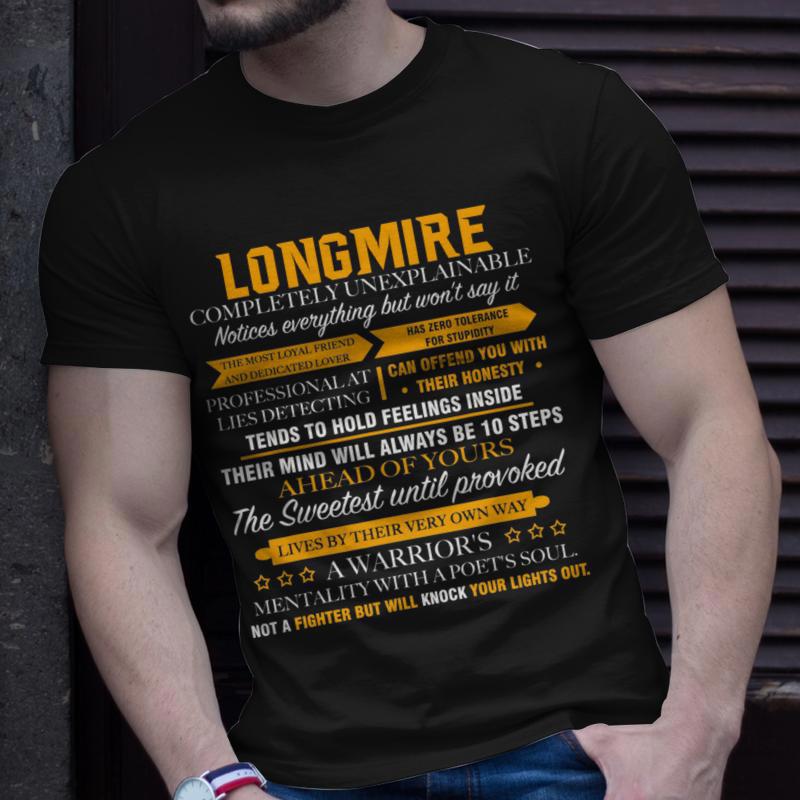 LONGMIRE
COMPLETELY UNEXPLAINABLE
Notices everything but won't say it
THE MOST LOYAL FRIEND
AND DEDICATED LOVER
HAS ZERO TOLERANCE
FOR STUPIDITY
PROFESSIONAL AT
LIES DETECTING
CAN OFFEND YOU WITH
• THEIR HONESTY •
TENDS TO HOLD FEELINGS INSIDE
THEIR MIND WILL ALWAYS BE 10 STEPS
AHEAD OF YOURS
The Sweetest until provoked
LIVES BY THEIR VERY OWN WAY
A WARRIOR'S
MENTALITY WITH A POET'S SOUL.
NOT A FIGHTER BUT WILL KNOCK YOUR LIGHTS OUT.